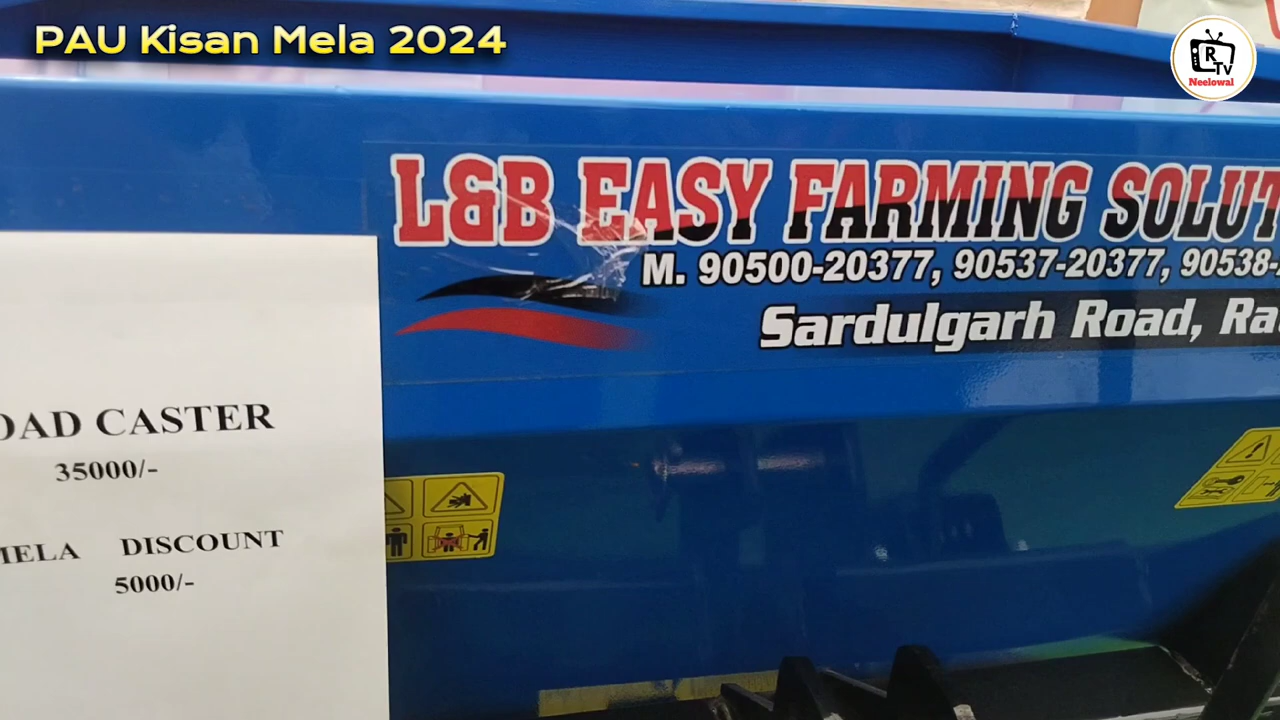 PAU Kisan Mela 2024
R
TV
Neelowal
L&B EASY FARMING SOLUT
M. 90500-20377, 90537-20377, 90538-
Sardulgarh Road, Ra
OAD CASTER
35000/-
MELA DISCOUNT
5000/-